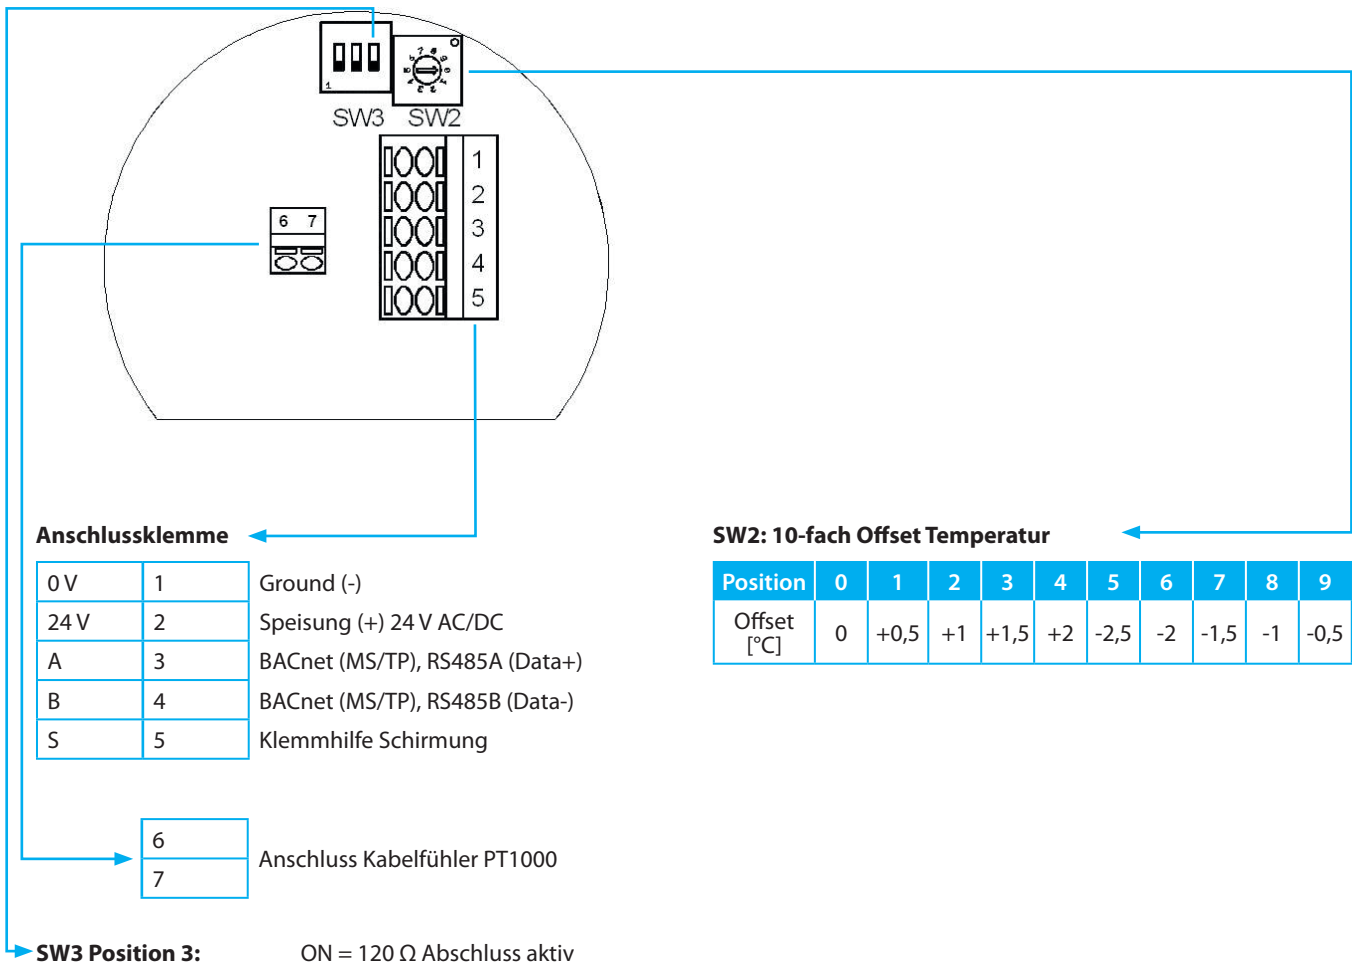 1
SW3 SW2
1
2
3
4
5
6 7
Anschlussklemme
0 V 1 Ground (-)
24 V 2 Speisung (+) 24 V AC/DC
A 3 BACnet (MS/TP), RS485A (Data+)
B 4 BACnet (MS/TP), RS485B (Data-)
S 5 Klemmhilfe Schirmung
6
7
Anschluss Kabelfühler PT1000
SW3 Position 3: ON = 120 Ω Abschluss aktiv
SW2: 10-fach Offset Temperatur
Position 0 1 2 3 4 5 6 7 8 9
Offset [°C] 0 +0,5 +1 +1,5 +2 -2,5 -2 -1,5 -1 -0,5